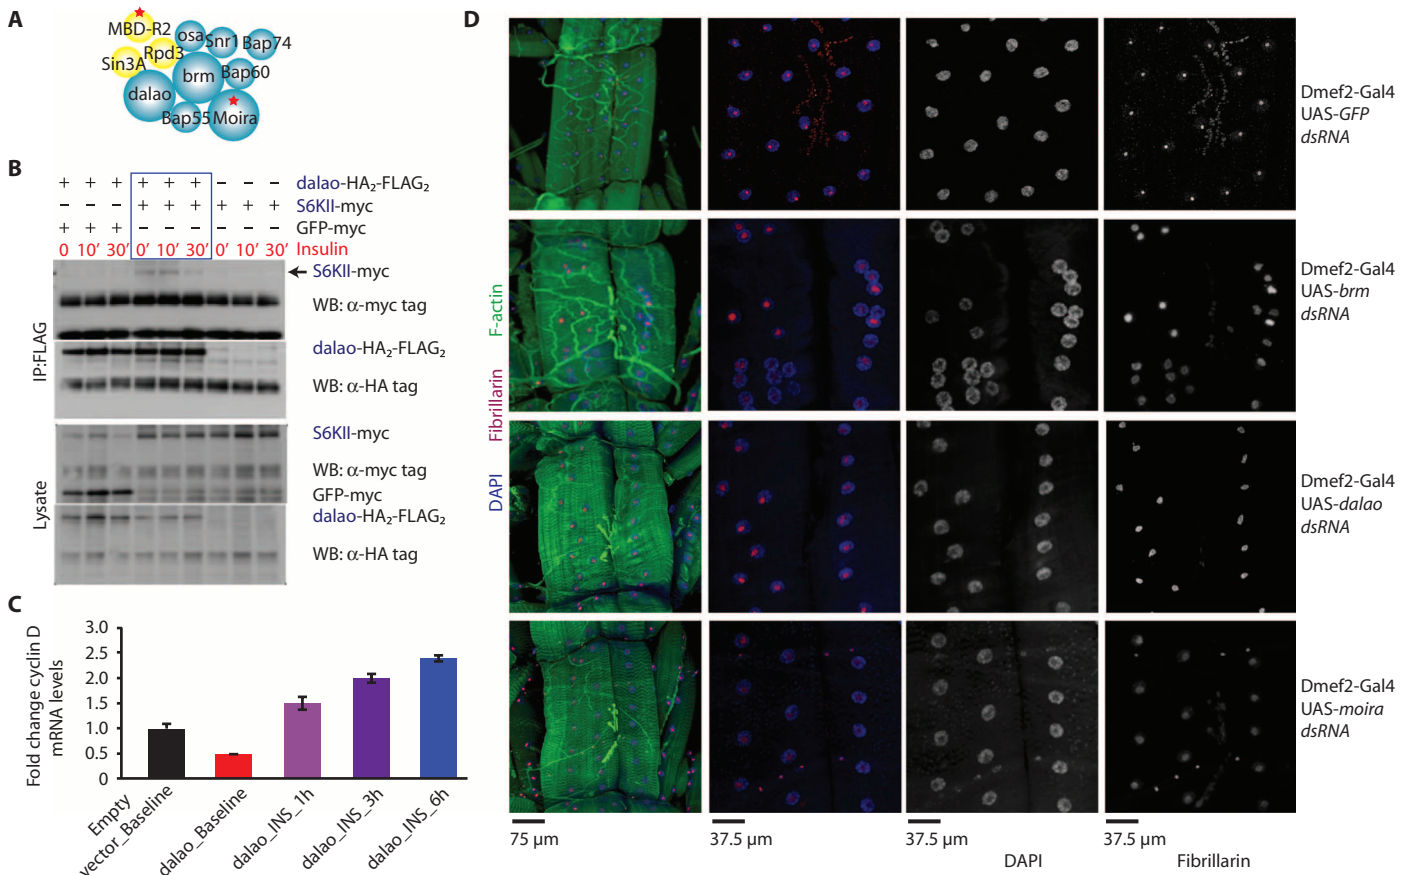 A
MBD-R2
osa
Snr1
Bap74
Rpd3
Sin3A
brm
Bap60
dalao
Bap55
Moira
B
+ + + + + + – – – dalao-HA₂-FLAG₂
– – – + + + + + + S6KII-myc
+ + + – – – – – – GFP-myc
0 10′ 30′ 0′ 10′ 30′ 0′ 10′ 30′ Insulin
IP:FLAG
S6KII-myc
WB: α-myc tag
dalao-HA₂-FLAG₂
WB: α-HA tag
Lysate
S6KII-myc
WB: α-myc tag
GFP-myc
dalao-HA₂-FLAG₂
WB: α-HA tag
C
Fold change cyclin D
mRNA levels
3.0
2.5
2.0
1.5
1.0
0.5
0
Empty
vector_Baseline
dalao_Baseline
dalao_INS_1h
dalao_INS_3h
dalao_INS_6h
D
F-actin
Fibrillarin
DAPI
Dmef2-Gal4
UAS-GFP
dsRNA
Dmef2-Gal4
UAS-brm
dsRNA
Dmef2-Gal4
UAS-dalao
dsRNA
Dmef2-Gal4
UAS-moira
dsRNA
75 µm
37.5 µm
37.5 µm
37.5 µm
DAPI
Fibrillarin